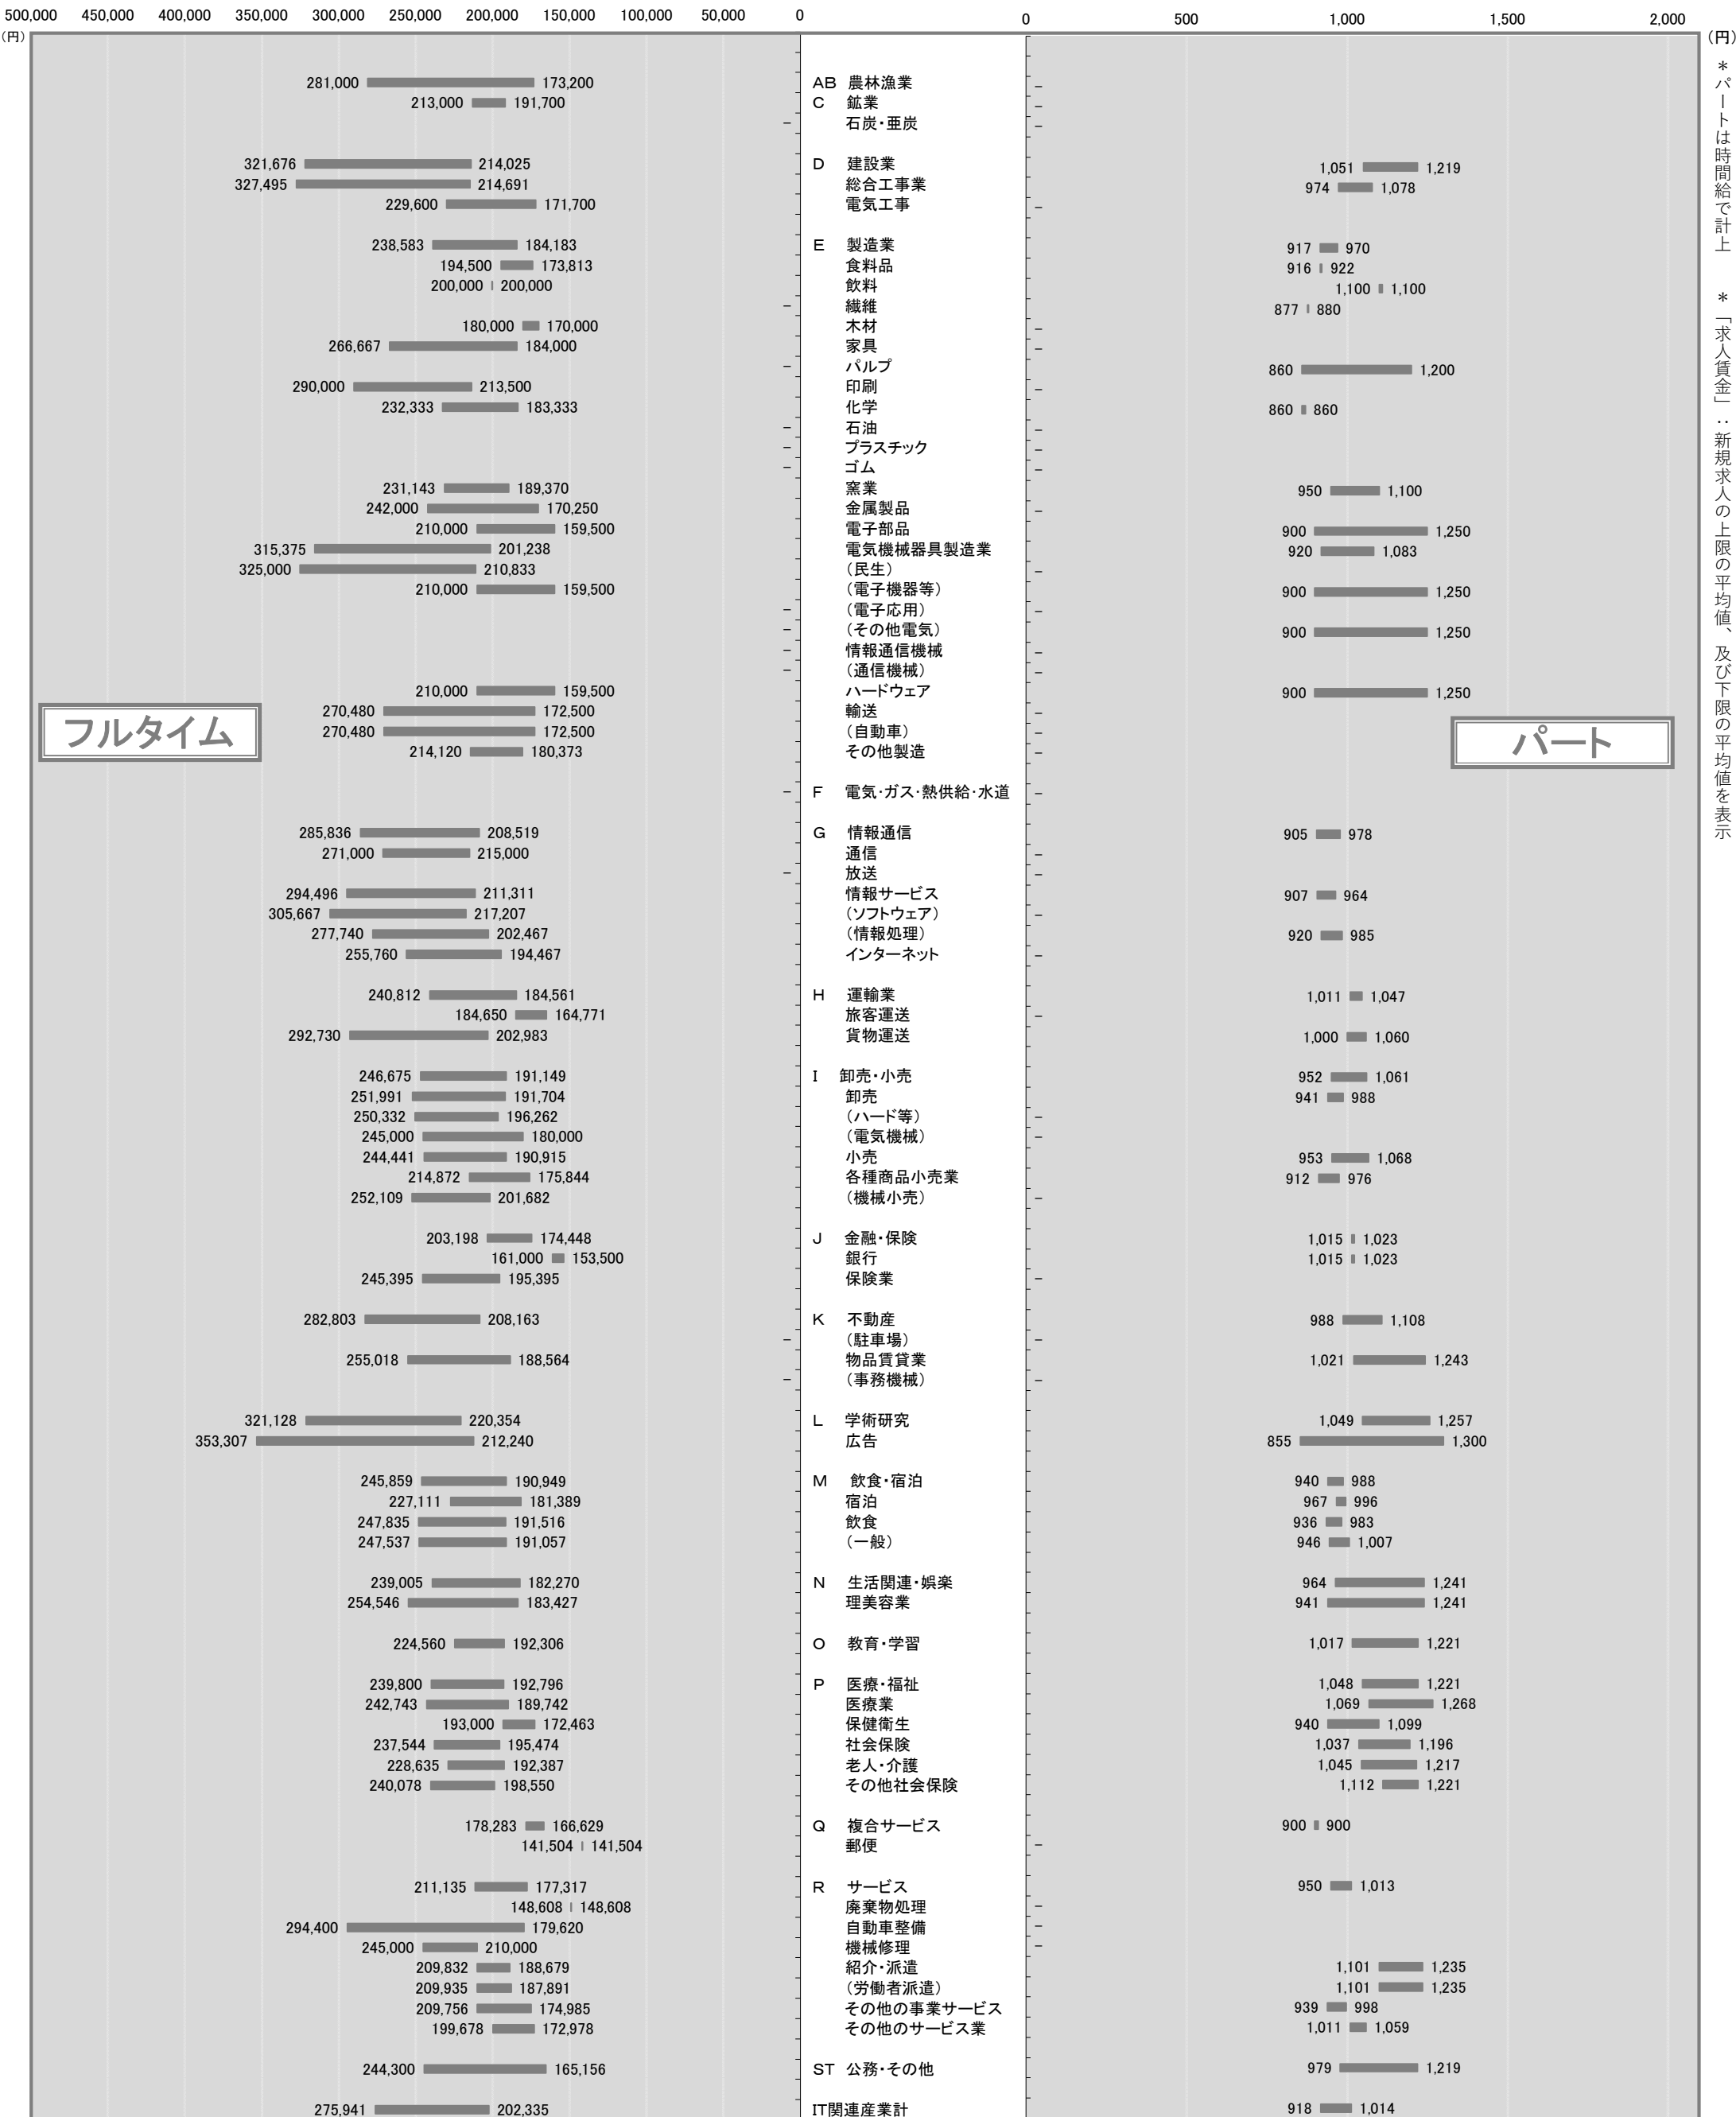 500,000 450,000 400,000 350,000 300,000 250,000 200,000 150,000 100,000 50,000 0 0 500 1,000 1,500 2,000
（円） （円）
281,000 173,200 AB 農林漁業 －
213,000 191,700 C 鉱業 －
－ 石炭・亜炭 －
321,676 214,025 D 建設業 1,051 1,219
327,495 214,691 総合工事業 974 1,078
229,600 171,700 電気工事 －
238,583 184,183 E 製造業 917 970
194,500 173,813 食料品 916 922
200,000 200,000 飲料 1,100 1,100
－ 繊維 877 880
180,000 170,000 木材 －
266,667 184,000 家具 －
－ パルプ 860 1,200
290,000 213,500 印刷 －
232,333 183,333 化学 860 860
－ 石油 －
－ プラスチック －
－ ゴム －
231,143 189,370 窯業 950 1,100
242,000 170,250 金属製品 －
210,000 159,500 電子部品 900 1,250
315,375 201,238 電気機械器具製造業 920 1,083
325,000 210,833 （民生） －
210,000 159,500 （電子機器等） 900 1,250
－ （電子応用） －
－ （その他電気） 900 1,250
－ 情報通信機械 －
－ （通信機械） －
210,000 159,500 ハードウェア 900 1,250
270,480 172,500 輸送 －
270,480 172,500 （自動車） －
214,120 180,373 その他製造 －
フルタイム
パート
－ F 電気・ガス・熱供給・水道 －
285,836 208,519 G 情報通信 905 978
271,000 215,000 通信 －
－ 放送 －
294,496 211,311 情報サービス 907 964
305,667 217,207 （ソフトウェア） －
277,740 202,467 （情報処理） 920 985
255,760 194,467 インターネット －
240,812 184,561 H 運輸業 1,011 1,047
184,650 164,771 旅客運送 －
292,730 202,983 貨物運送 1,000 1,060
246,675 191,149 I 卸売・小売 952 1,061
251,991 191,704 卸売 941 988
250,332 196,262 （ハード等） －
245,000 180,000 （電気機械） －
244,441 190,915 小売 953 1,068
214,872 175,844 各種商品小売業 912 976
252,109 201,682 （機械小売） －
203,198 174,448 J 金融・保険 1,015 1,023
161,000 153,500 銀行 1,015 1,023
245,395 195,395 保険業 －
282,803 208,163 K 不動産 988 1,108
－ （駐車場） －
255,018 188,564 物品賃貸業 1,021 1,243
－ （事務機械） －
321,128 220,354 L 学術研究 1,049 1,257
353,307 212,240 広告 855 1,300
245,859 190,949 M 飲食・宿泊 940 988
227,111 181,389 宿泊 967 996
247,835 191,516 飲食 936 983
247,537 191,057 （一般） 946 1,007
239,005 182,270 N 生活関連・娯楽 964 1,241
254,546 183,427 理美容業 941 1,241
224,560 192,306 O 教育・学習 1,017 1,221
239,800 192,796 P 医療・福祉 1,048 1,221
242,743 189,742 医療業 1,069 1,268
193,000 172,463 保健衛生 940 1,099
237,544 195,474 社会保険 1,037 1,196
228,635 192,387 老人・介護 1,045 1,217
240,078 198,550 その他社会保険 1,112 1,221
178,283 166,629 Q 複合サービス 900 900
141,504 141,504 郵便 －
211,135 177,317 R サービス 950 1,013
148,608 148,608 廃棄物処理 －
294,400 179,620 自動車整備 －
245,000 210,000 機械修理 －
209,832 188,679 紹介・派遣 1,101 1,235
209,935 187,891 （労働者派遣） 1,101 1,235
209,756 174,985 その他の事業サービス 939 998
199,678 172,978 その他のサービス業 1,011 1,059
244,300 165,156 ST 公務・その他 979 1,219
275,941 202,335 IT関連産業計 918 1,014
＊パートは時間給で計上 ＊「求人賃金」：新規求人の上限の平均値、及び下限の平均値を表示